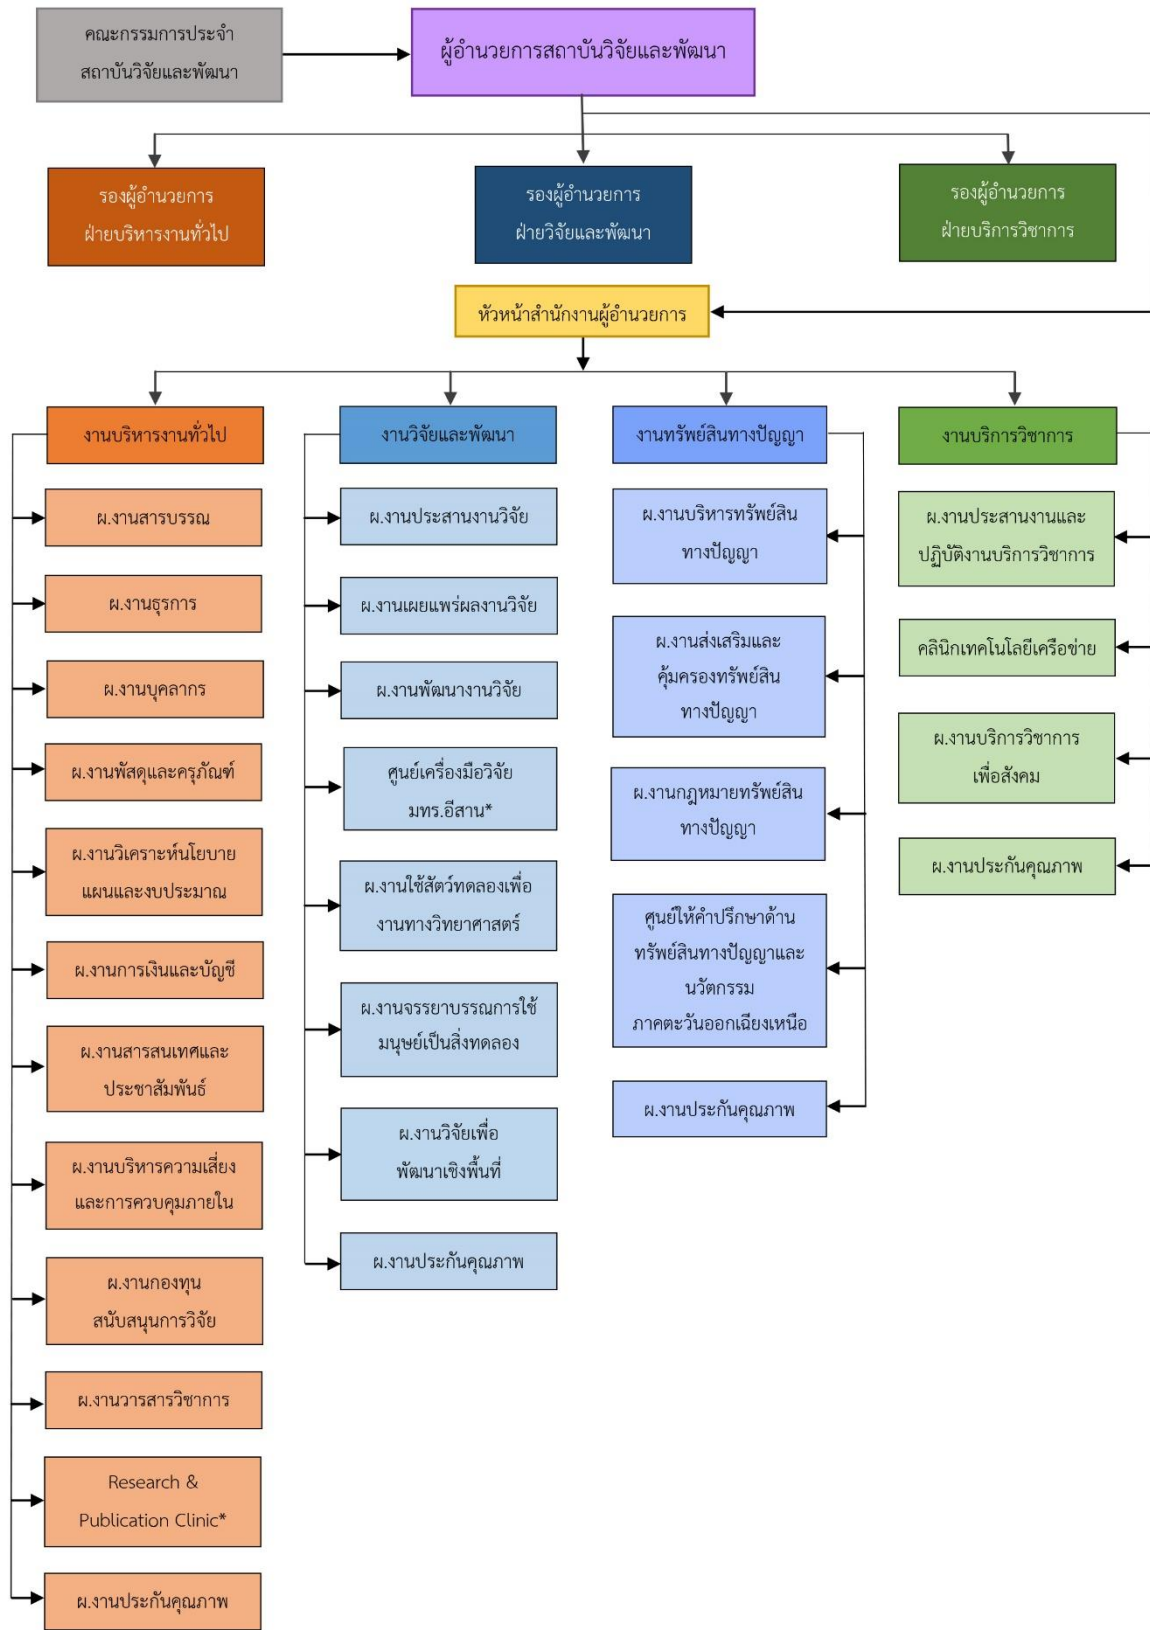 คณะกรรมการประจำ
สถาบันวิจัยและพัฒนา
ผู้อำนวยการสถาบันวิจัยและพัฒนา
รองผู้อำนวยการ
ฝ่ายบริหารงานทั่วไป
รองผู้อำนวยการ
ฝ่ายวิจัยและพัฒนา
รองผู้อำนวยการ
ฝ่ายบริการวิชาการ
หัวหน้าสำนักงานผู้อำนวยการ
งานบริหารงานทั่วไป
ผ.งานสารบรรณ
ผ.งานธุรการ
ผ.งานบุคลากร
ผ.งานพัสดุและครุภัณฑ์
ผ.งานวิเคราะห์นโยบาย
แผนและงบประมาณ
ผ.งานการเงินและบัญชี
ผ.งานสารสนเทศและ
ประชาสัมพันธ์
ผ.งานบริหารความเสี่ยง
และการควบคุมภายใน
ผ.งานกองทุน
สนับสนุนการวิจัย
ผ.งานวารสารวิชาการ
Research &
Publication Clinic*
ผ.งานประกันคุณภาพ
งานวิจัยและพัฒนา
ผ.งานประสานงานวิจัย
ผ.งานเผยแพร่ผลงานวิจัย
ผ.งานพัฒนางานวิจัย
ศูนย์เครื่องมือวิจัย
มทร.อีสาน*
ผ.งานใช้สัตว์ทดลองเพื่อ
งานทางวิทยาศาสตร์
ผ.งานจรรยาบรรณการใช้
มนุษย์เป็นสิ่งทดลอง
ผ.งานวิจัยเพื่อ
พัฒนาเชิงพื้นที่
ผ.งานประกันคุณภาพ
งานทรัพย์สินทางปัญญา
ผ.งานบริหารทรัพย์สิน
ทางปัญญา
ผ.งานส่งเสริมและ
คุ้มครองทรัพย์สิน
ทางปัญญา
ผ.งานกฎหมายทรัพย์สิน
ทางปัญญา
ศูนย์ให้คำปรึกษาด้าน
ทรัพย์สินทางปัญญาและ
นวัตกรรม
ภาคตะวันออกเฉียงเหนือ
ผ.งานประกันคุณภาพ
งานบริการวิชาการ
ผ.งานประสานงานและ
ปฏิบัติงานบริการวิชาการ
คลินิกเทคโนโลยีเครือข่าย
ผ.งานบริการวิชาการ
เพื่อสังคม
ผ.งานประกันคุณภาพ